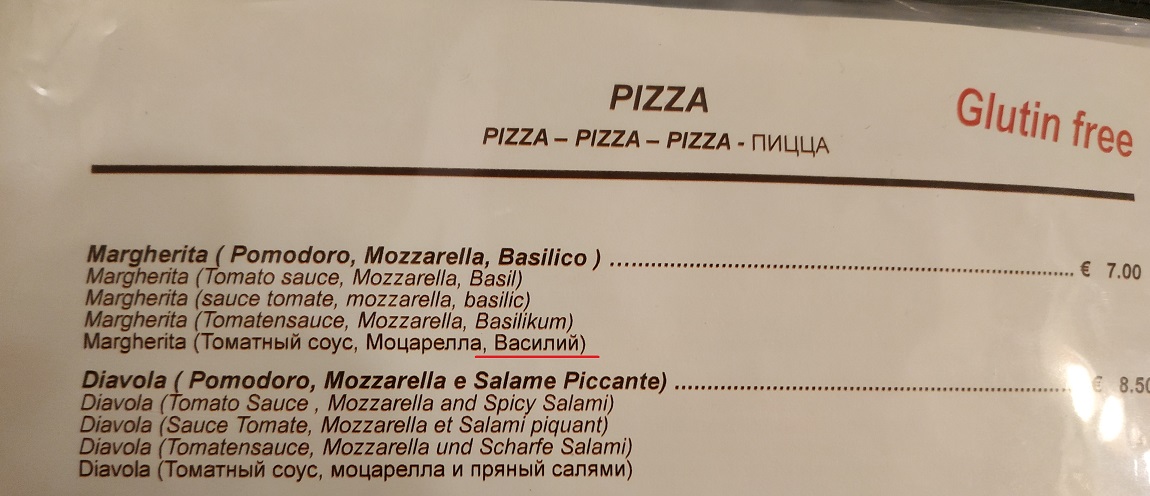 PIZZA
Glutin free
PIZZA – PIZZA – PIZZA - ПИЦЦА
Margherita ( Pomodoro, Mozzarella, Basilico ) ........................................................ € 7.00
Margherita (Tomato sauce, Mozzarella, Basil)
Margherita (sauce tomate, mozzarella, basilic)
Margherita (Tomatensauce, Mozzarella, Basilikum)
Margherita (Томатный соус, Моцарелла, Василий)
Diavola ( Pomodoro, Mozzarella e Salame Piccante) ................................................ € 8.50
Diavola (Tomato Sauce , Mozzarella and Spicy Salami)
Diavola (Sauce Tomate, Mozzarella et Salami piquant)
Diavola (Tomatensauce, Mozzarella und Scharfe Salami)
Diavola (Томатный соус, моцарелла и пряный салями)